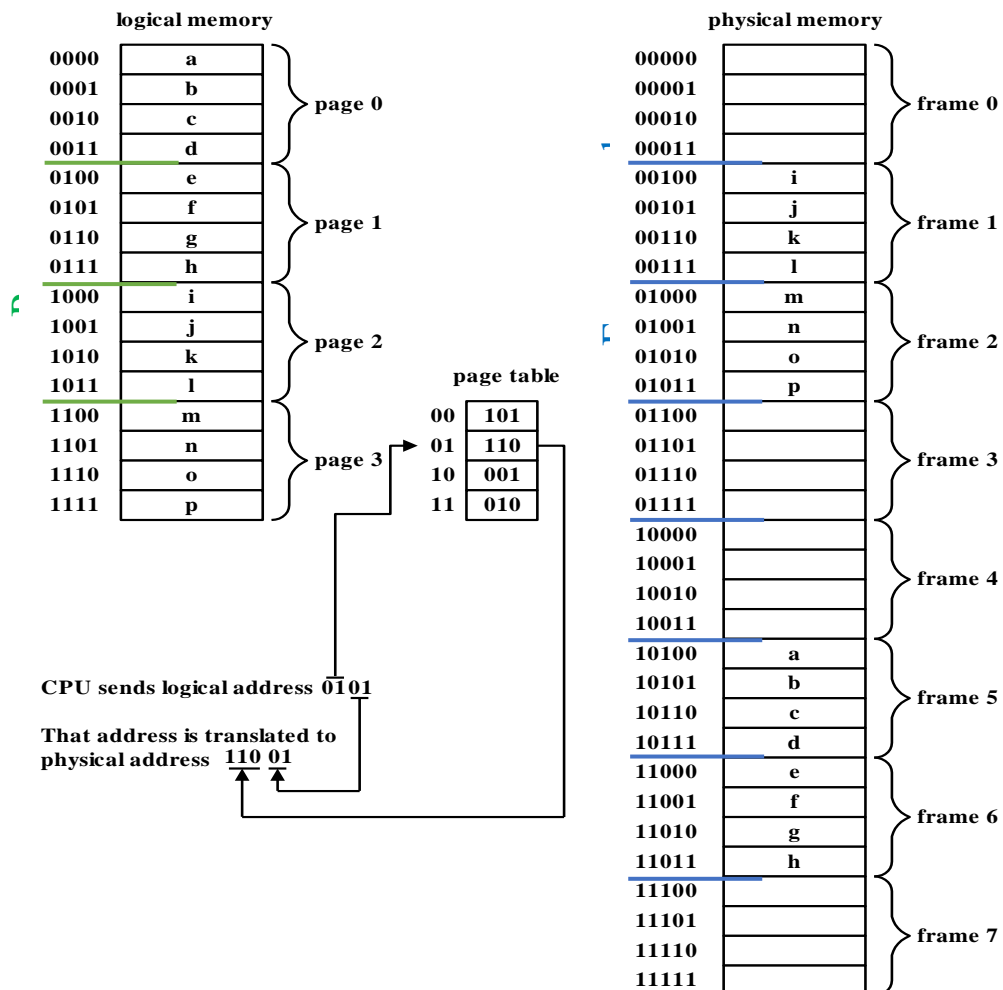 logical memory
0000 a
0001 b
0010 c
0011 d
page 0
0100 e
0101 f
0110 g
0111 h
page 1
1000 i
1001 j
1010 k
1011 l
page 2
1100 m
1101 n
1110 o
1111 p
page 3
page table
00 101
01 110
10 001
11 010
CPU sends logical address 0101
That address is translated to
physical address 110 01
physical memory
00000
00001
00010
00011
frame 0
00100 i
00101 j
00110 k
00111 l
frame 1
01000 m
01001 n
01010 o
01011 p
frame 2
01100
01101
01110
01111
frame 3
10000
10001
10010
10011
frame 4
10100 a
10101 b
10110 c
10111 d
frame 5
11000 e
11001 f
11010 g
11011 h
frame 6
11100
11101
11110
11111
frame 7